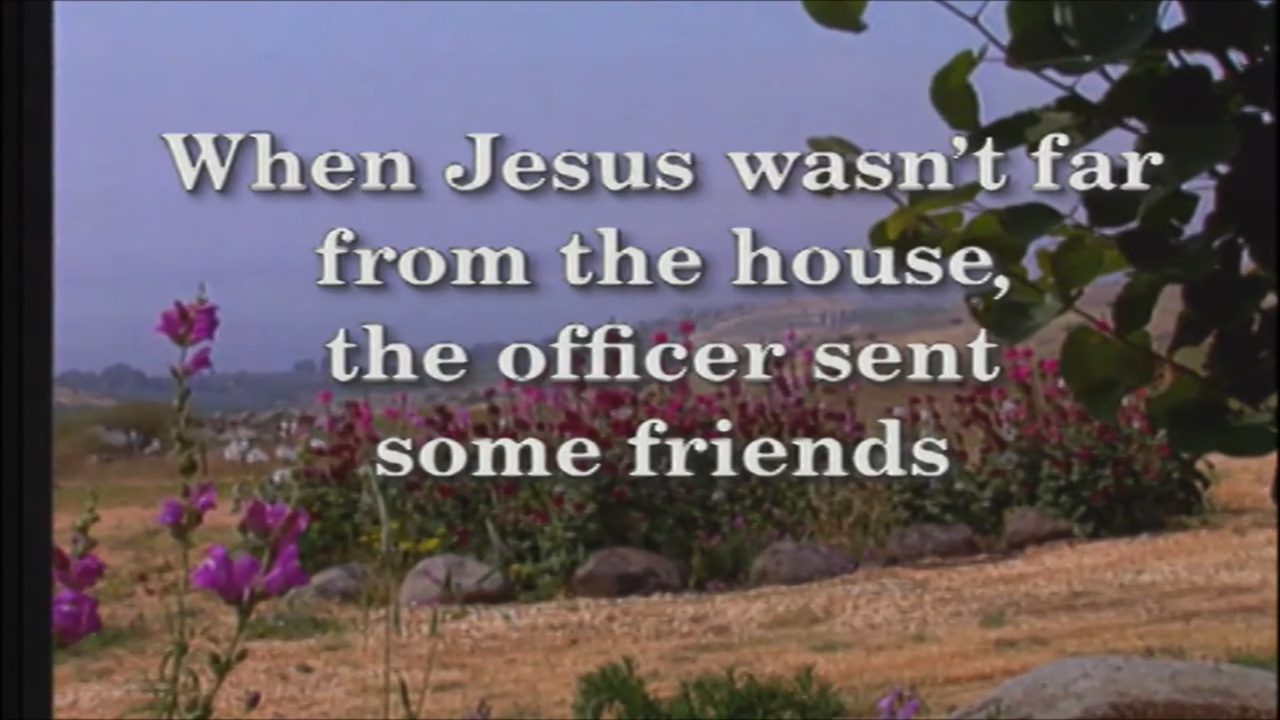 When Jesus wasn't far
from the house,
the officer sent
some friends